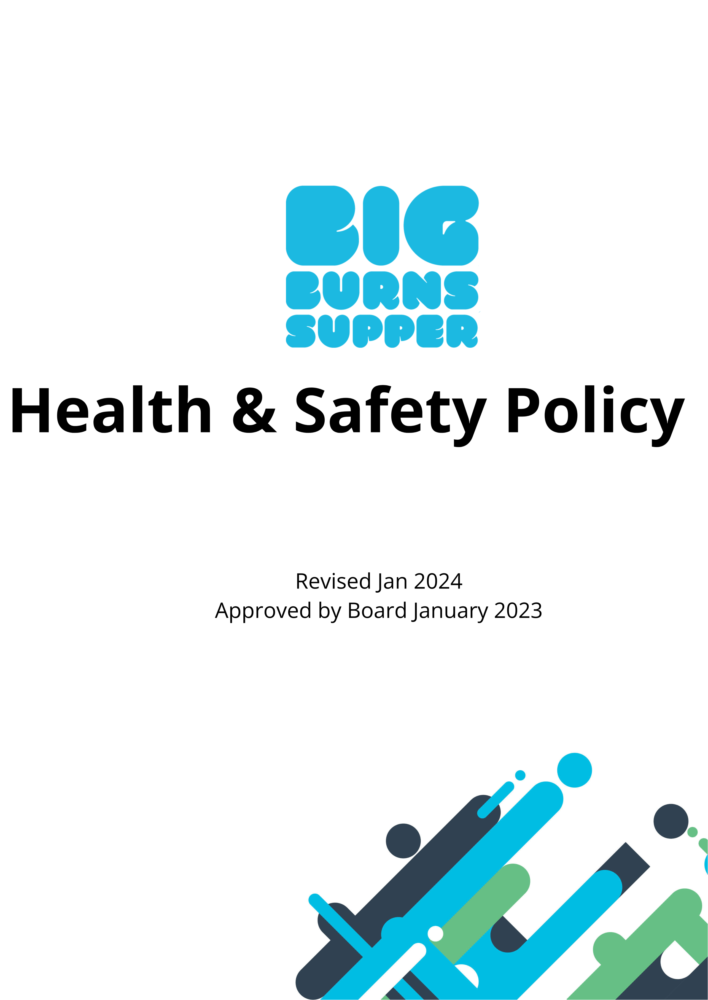 BIG
BURNS
SUPPER
Health & Safety Policy
Revised Jan 2024
Approved by Board January 2023